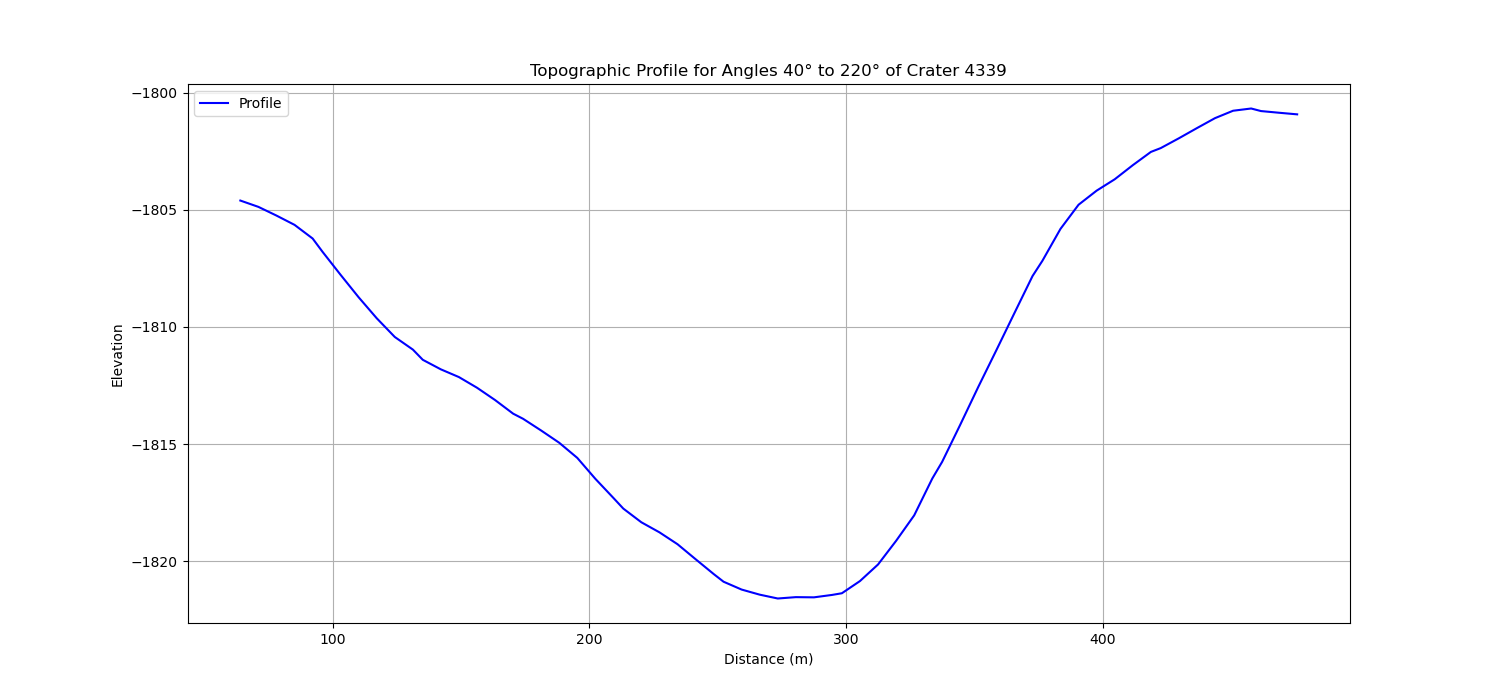 Topographic Profile for Angles 40° to 220° of Crater 4339
Profile
−1800
−1805
−1810
−1815
−1820
Elevation
100 200 300 400
Distance (m)